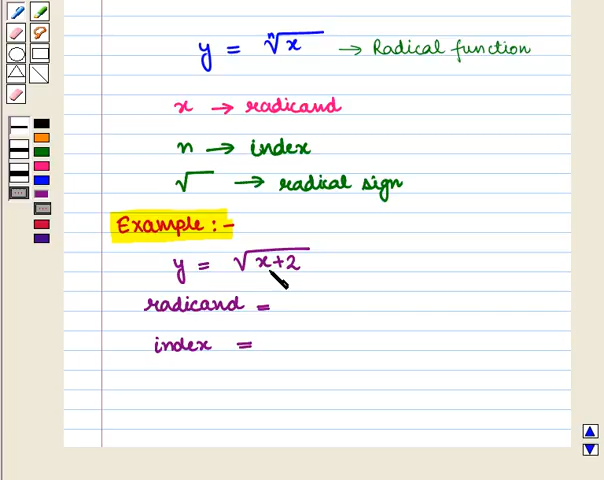 y = ⁿ√x → Radical function
x → radicand
n → index
√ → radical sign
Example :-
y = √x+2
radicand =
index =